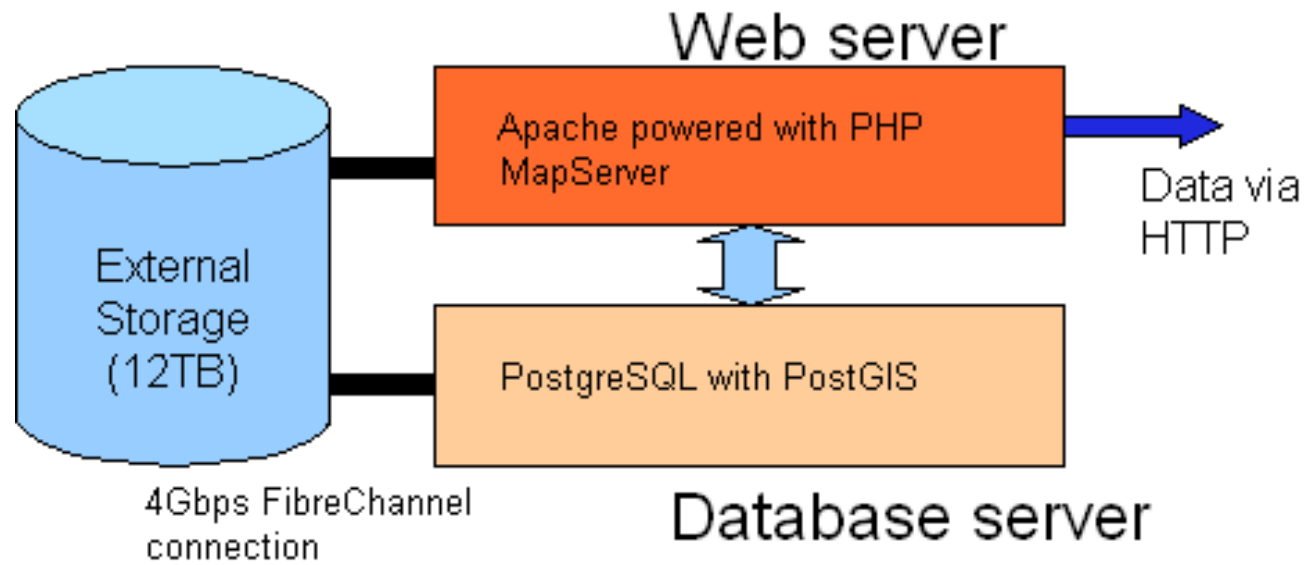 Web server
Apache powered with PHP
MapServer
Data via
HTTP
External
Storage
(12TB)
PostgreSQL with PostGIS
4Gbps FibreChannel
connection
Database server